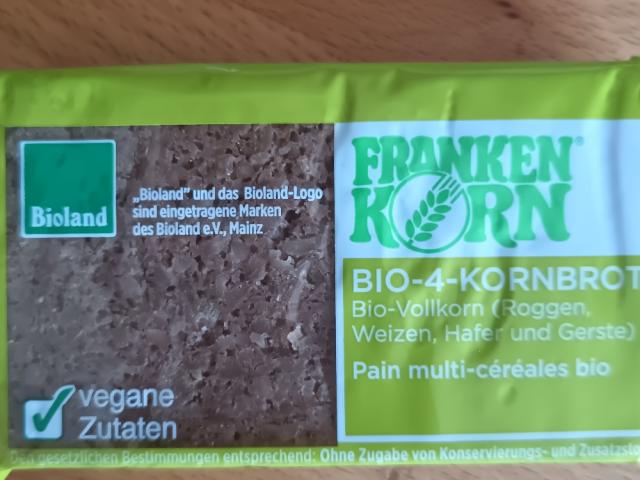 Bioland
„Bioland” und das Bioland-Logo
sind eingetragene Marken
des Bioland e.V., Mainz
vegane
Zutaten
FRANKEN®
KORN
BIO-4-KORNBROT
Bio-Vollkorn (Roggen,
Weizen, Hafer und Gerste)
Pain multi-céréales bio
Den gesetzlichen Bestimmungen entsprechend: Ohne Zugabe von Konservierungs- und